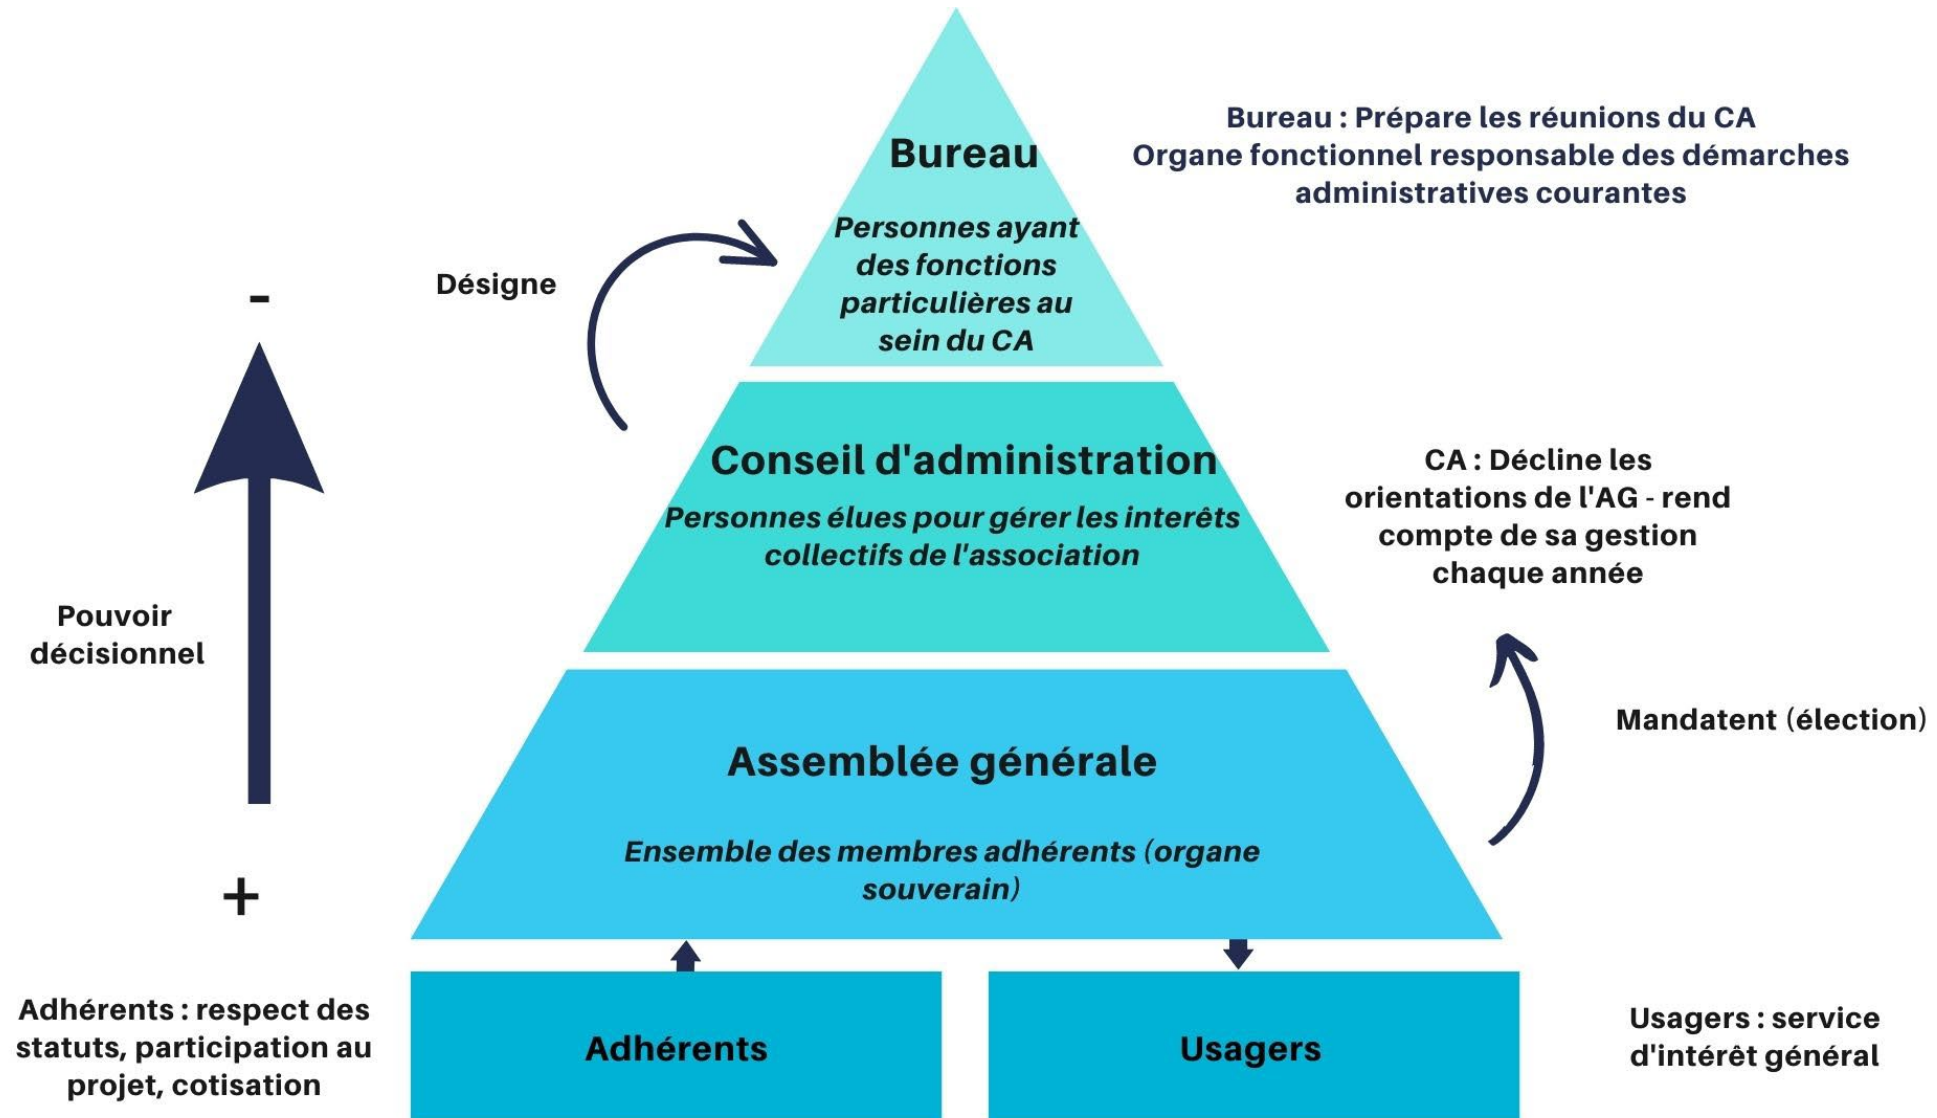 Bureau
Personnes ayant
des fonctions
particulières au
sein du CA
Bureau : Prépare les réunions du CA
Organe fonctionnel responsable des démarches
administratives courantes
Désigne
-
Pouvoir
décisionnel
+
Conseil d'administration
Personnes élues pour gérer les interêts
collectifs de l'association
CA : Décline les
orientations de l'AG - rend
compte de sa gestion
chaque année
Mandatent (élection)
Assemblée générale
Ensemble des membres adhérents (organe
souverain)
Adhérents : respect des
statuts, participation au
projet, cotisation
Adhérents
Usagers
Usagers : service
d'intérêt général